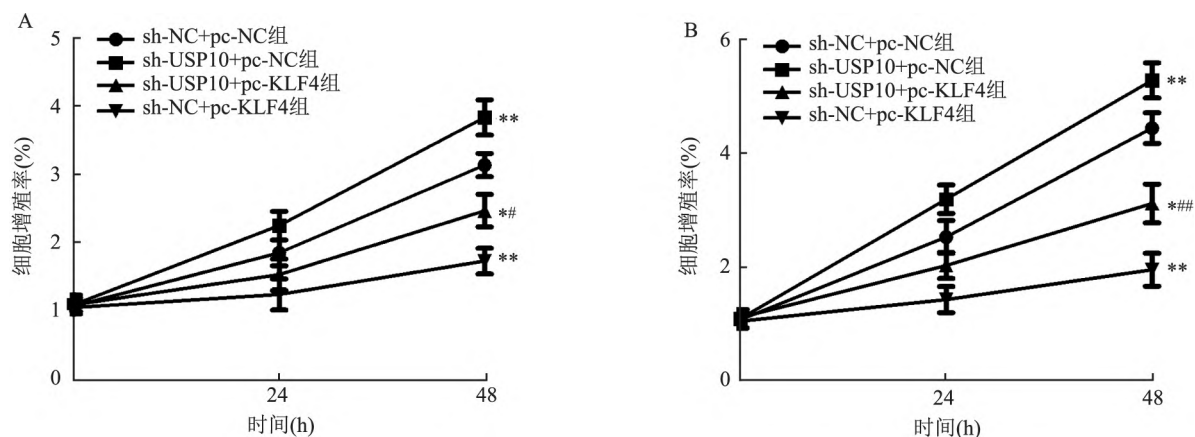 A
sh-NC+pc-NC组
sh-USP10+pc-NC组
sh-USP10+pc-KLF4组
sh-NC+pc-KLF4组
细胞增殖率(%)
5
4
3
2
1
0
**
*#
**
24
48
时间(h)
B
sh-NC+pc-NC组
sh-USP10+pc-NC组
sh-USP10+pc-KLF4组
sh-NC+pc-KLF4组
细胞增殖率(%)
6
4
2
0
**
*##
**
24
48
时间(h)